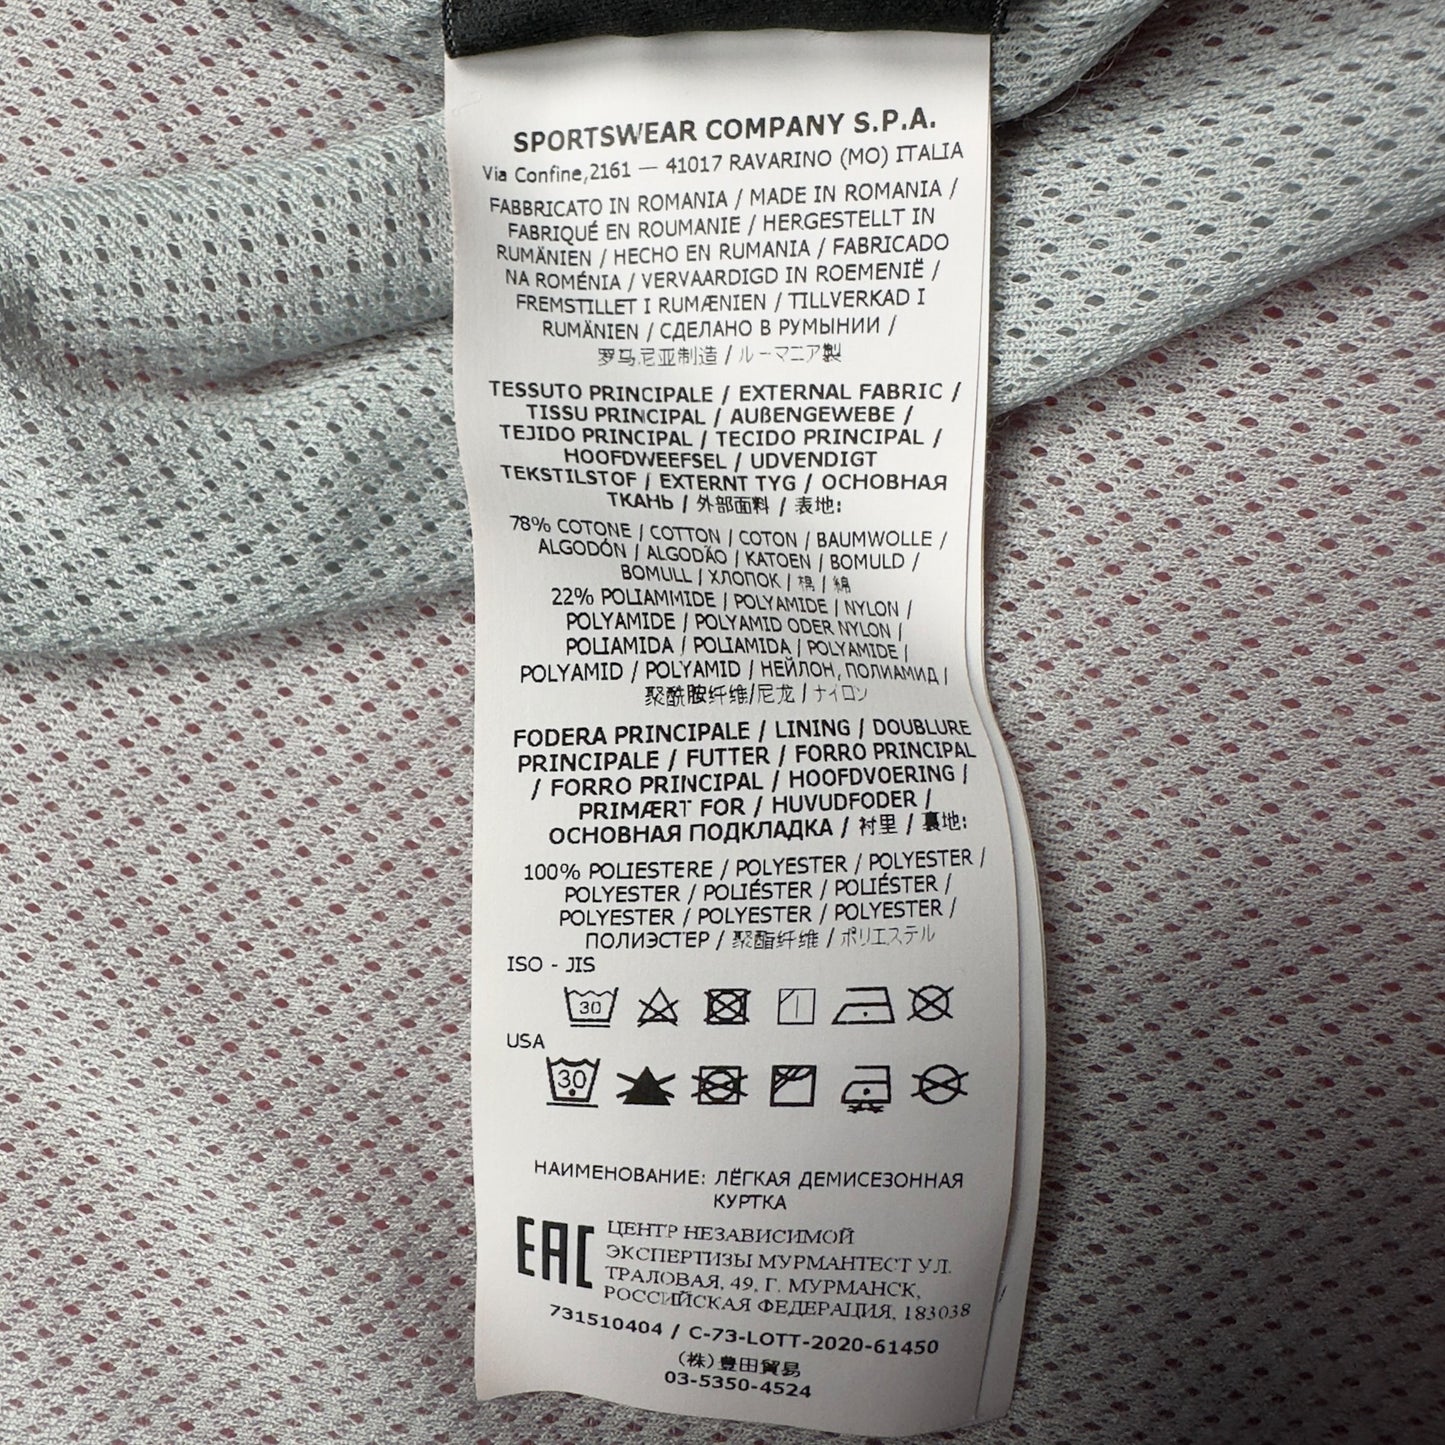 SPORTSWEAR COMPANY S.P.A.
Via Confine,2161 — 41017 RAVARINO (MO) ITALIA
FABBRICATO IN ROMANIA / MADE IN ROMANIA /
FABRIQUÉ EN ROUMANIE / HERGESTELLT IN
RUMÄNIEN / HECHO EN RUMANIA / FABRICADO
NA ROMÉNIA / VERVAARDIGD IN ROEMENIË /
FREMSTILLET I RUMÆNIEN / TILLVERKAD I
RUMÄNIEN / СДЕЛАНО В РУМЫНИИ /
罗马尼亚制造 / ルーマニア製
TESSUTO PRINCIPALE / EXTERNAL FABRIC /
TISSU PRINCIPAL / AUßENGEWEBE /
TEJIDO PRINCIPAL / TECIDO PRINCIPAL /
HOOFDWEEFSEL / UDVENDIGT
TEKSTILSTOF / EXTERNT TYG / ОСНОВНАЯ
ТКАНЬ / 外部面料 / 表地:
78% COTONE / COTTON / COTON / BAUMWOLLE /
ALGODÓN / ALGODÃO / KATOEN / BOMULD /
BOMULL / ХЛОПОК / 棉 / 綿
22% POLIAMMIDE / POLYAMIDE / NYLON /
POLYAMIDE / POLYAMID ODER NYLON /
POLIAMIDA / POLIAMIDA / POLYAMIDE /
POLYAMID / POLYAMID / НЕЙЛОН, ПОЛИАМИД /
聚酰胺纤维/尼龙 / ナイロン
FODERA PRINCIPALE / LINING / DOUBLURE
PRINCIPALE / FUTTER / FORRO PRINCIPAL
/ FORRO PRINCIPAL / HOOFDVOERING /
PRIMÆRT FOR / HUVUDFODER /
ОСНОВНАЯ ПОДКЛАДКА / 衬里 / 裏地:
100% POLIESTERE / POLYESTER / POLYESTER /
POLYESTER / POLIÉSTER / POLIÉSTER /
POLYESTER / POLYESTER / POLYESTER /
ПОЛИЭСТЕР / 聚酯纤维 / ポリエステル
ISO - JIS
30
USA
30
НАИМЕНОВАНИЕ: ЛЁГКАЯ ДЕМИСЕЗОННАЯ
КУРТКА
EAC ЦЕНТР НЕЗАВИСИМОЙ
ЭКСПЕРТИЗЫ МУРМАНТЕСТ УЛ.
ТРАЛОВАЯ, 49, Г. МУРМАНСК,
РОССИЙСКАЯ ФЕДЕРАЦИЯ, 183038
731510404 / C-73-LOTT-2020-61450
(株)豊田貿易
03-5350-4524